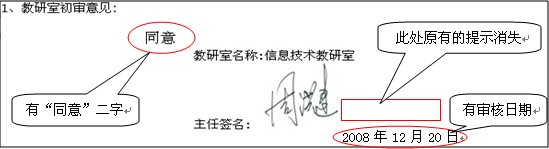 1、教研室初审意见:
同意
此处原有的提示消失
教研室名称:信息技术教研室
有“同意”二字
主任签名:
有审核日期
2008 年 12 月 20 日